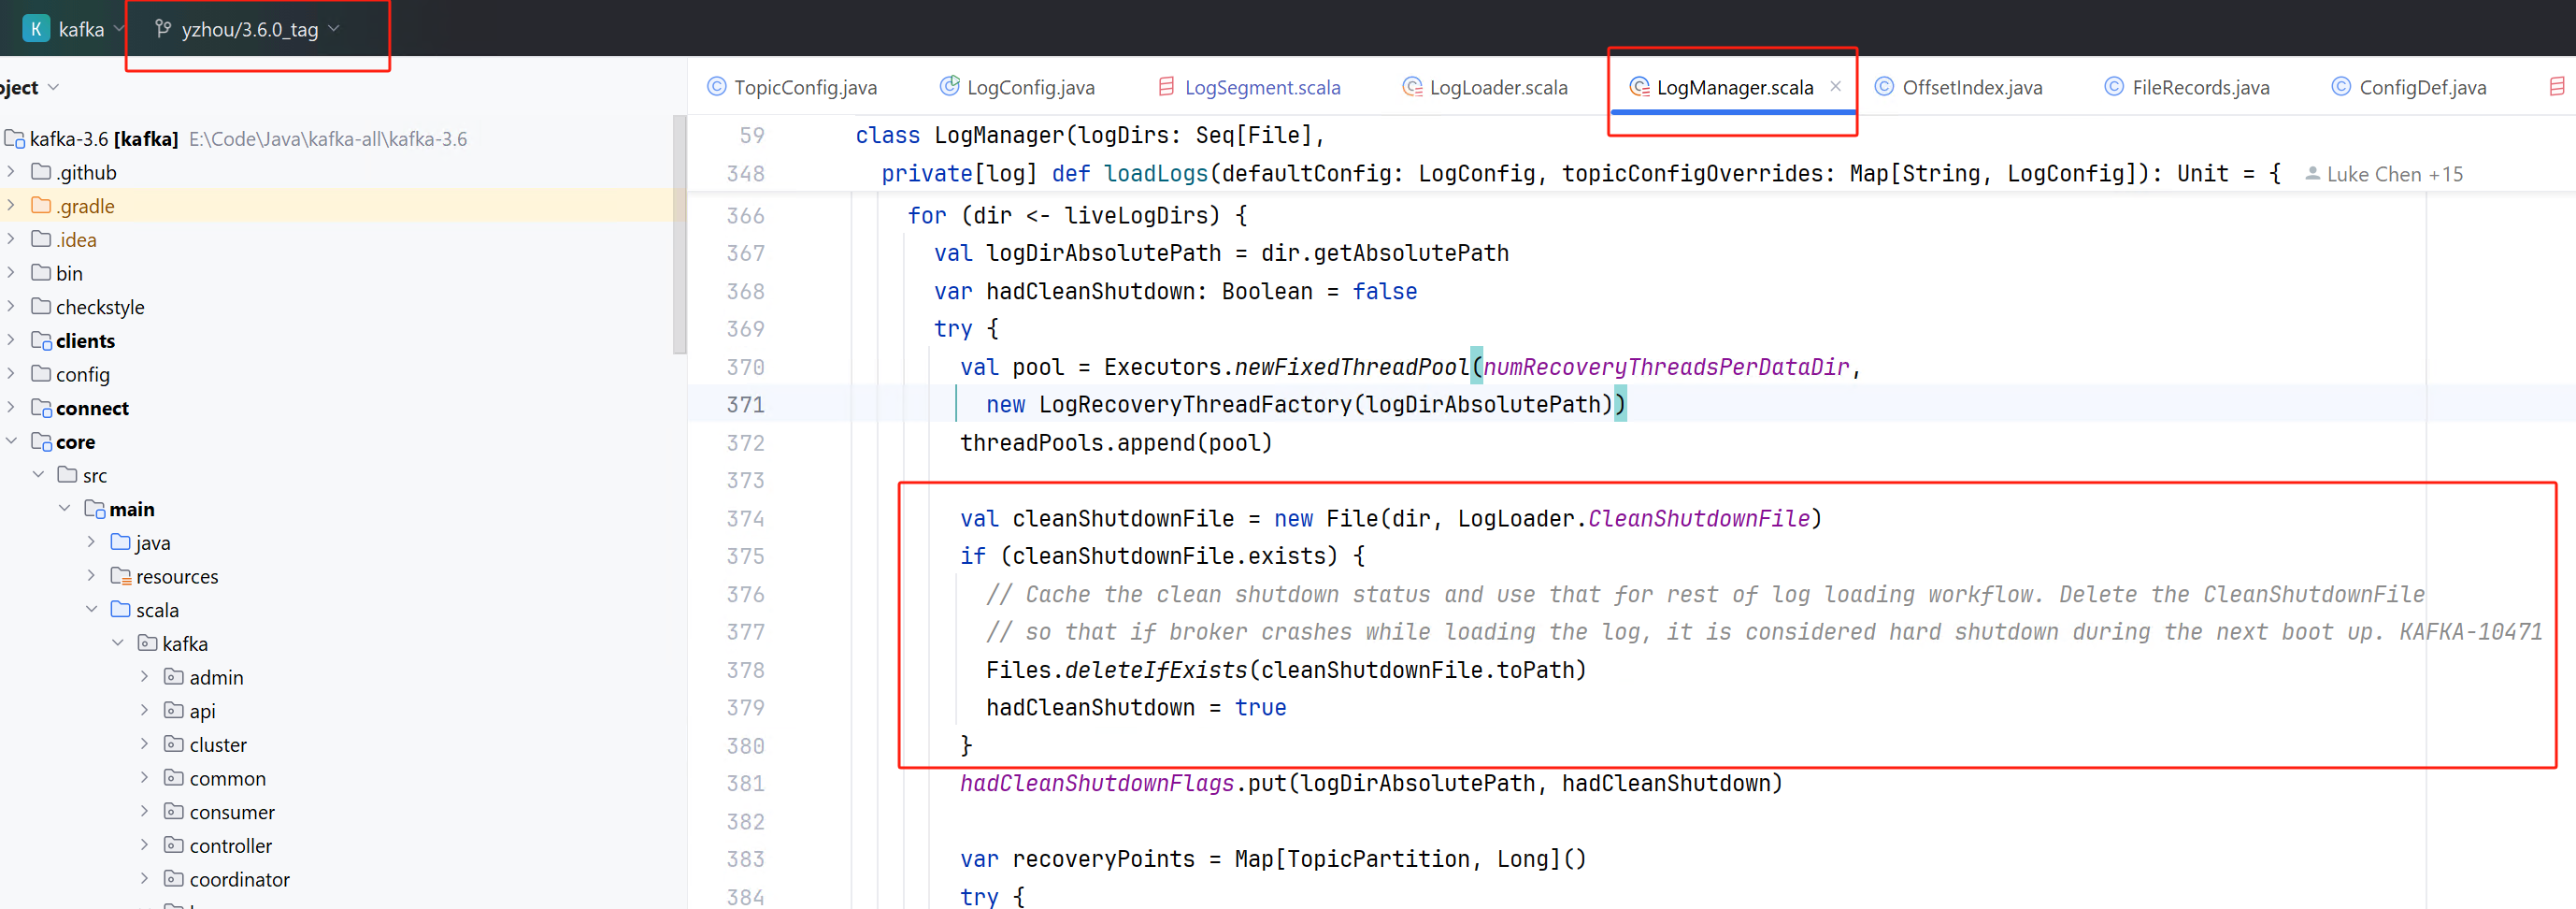 K kafka yzhou/3.6.0_tag
oject
TopicConfig.java LogConfig.java LogSegment.scala LogLoader.scala LogManager.scala OffsetIndex.java FileRecords.java ConfigDef.java
kafka-3.6 [kafka] E:\Code\Java\kafka-all\kafka-3.6
.github
.gradle
.idea
bin
checkstyle
clients
config
connect
core
src
main
java
resources
scala
kafka
admin
api
cluster
common
consumer
controller
coordinator
59 class LogManager(logDirs: Seq[File],
348 private[log] def loadLogs(defaultConfig: LogConfig, topicConfigOverrides: Map[String, LogConfig]): Unit = { Luke Chen +15
366 for (dir <- liveLogDirs) {
367 val logDirAbsolutePath = dir.getAbsolutePath
368 var hadCleanShutdown: Boolean = false
369 try {
370 val pool = Executors.newFixedThreadPool(numRecoveryThreadsPerDataDir,
371 new LogRecoveryThreadFactory(logDirAbsolutePath))
372 threadPools.append(pool)
373
374 val cleanShutdownFile = new File(dir, LogLoader.CleanShutdownFile)
375 if (cleanShutdownFile.exists) {
376 // Cache the clean shutdown status and use that for rest of log loading workflow. Delete the CleanShutdownFile
377 // so that if broker crashes while loading the log, it is considered hard shutdown during the next boot up. KAFKA-10471
378 Files.deleteIfExists(cleanShutdownFile.toPath)
379 hadCleanShutdown = true
380 }
381 hadCleanShutdownFlags.put(logDirAbsolutePath, hadCleanShutdown)
382
383 var recoveryPoints = Map[TopicPartition, Long]()
384 try {